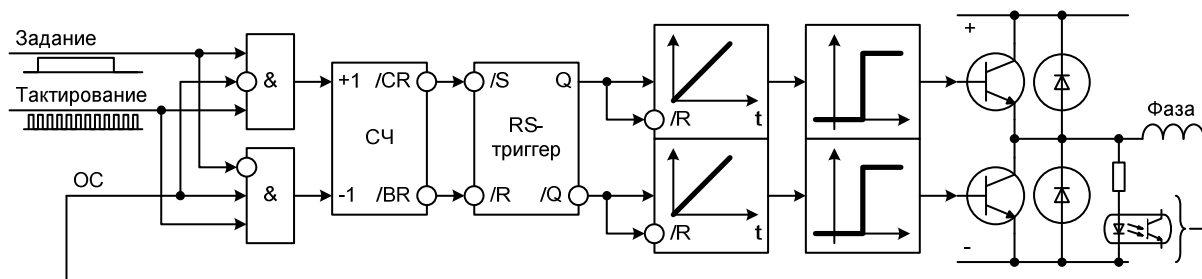 Задание
Тактирование
ОС
&
&
+1 /CR
СЧ
-1 /BR
/S Q
RS-
триггер
/R /Q
/R t
/R t
+
-
Фаза